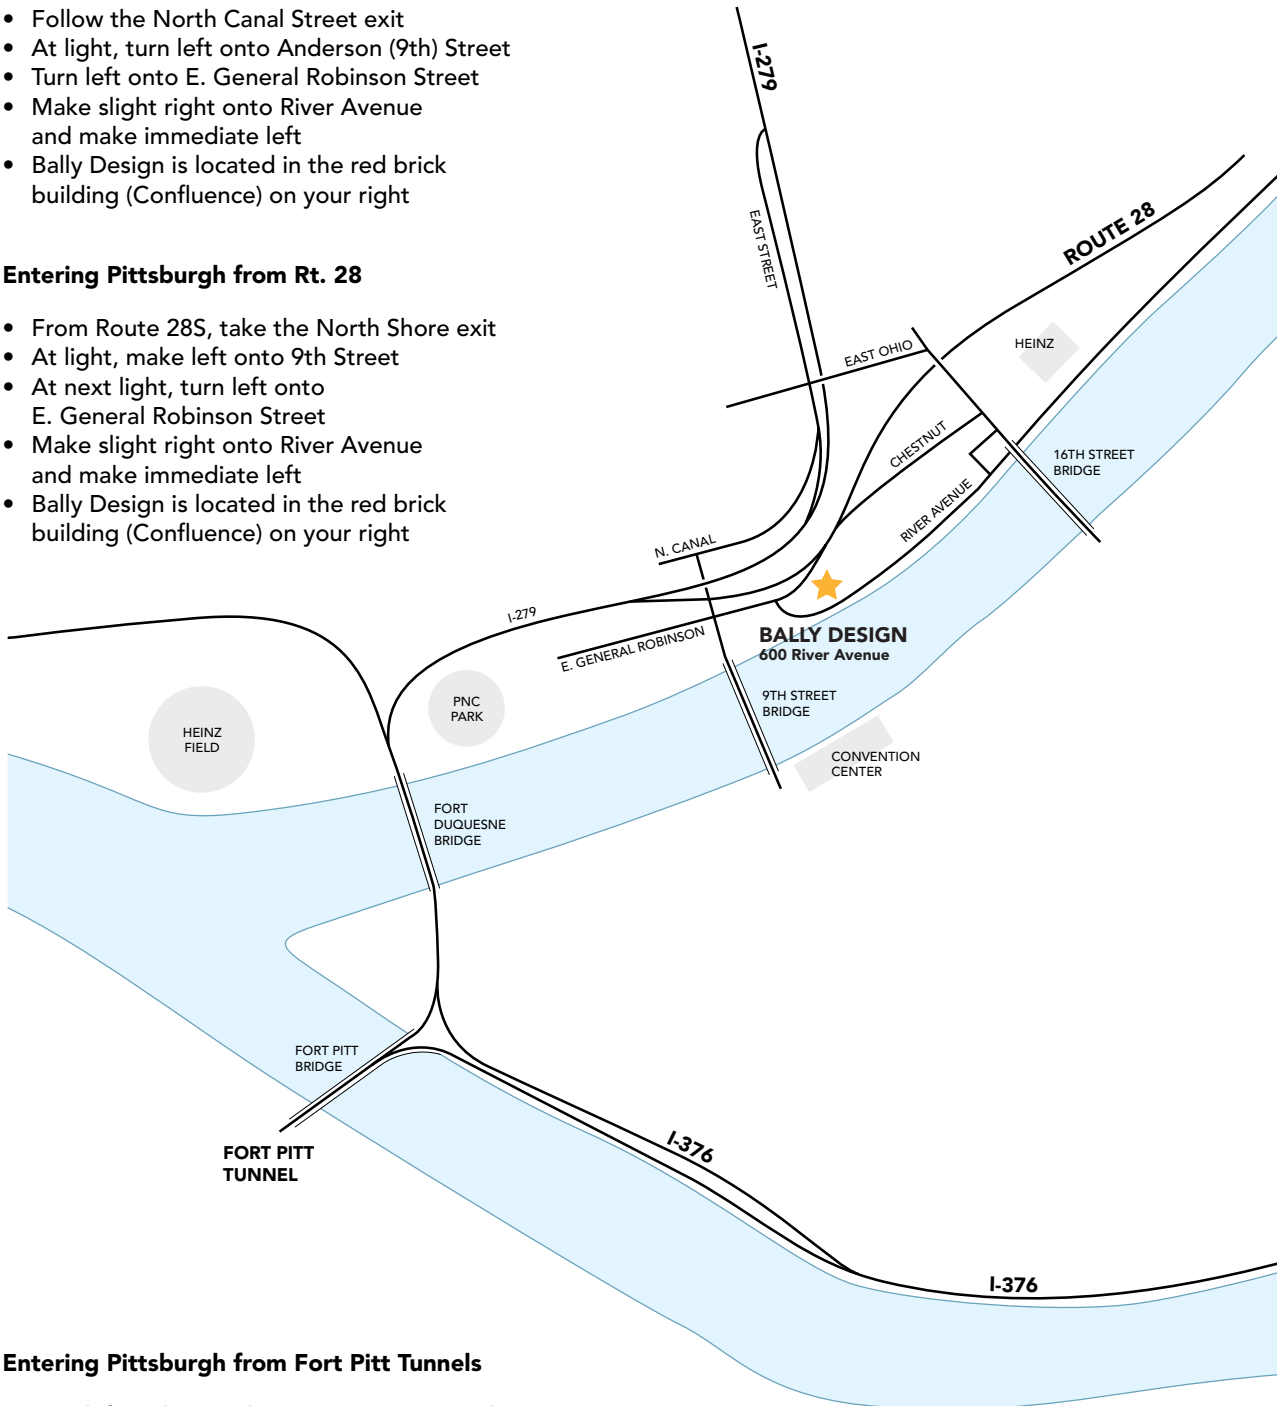 • Follow the North Canal Street exit
• At light, turn left onto Anderson (9th) Street
• Turn left onto E. General Robinson Street
• Make slight right onto River Avenue
and make immediate left
• Bally Design is located in the red brick
building (Confluence) on your right
Entering Pittsburgh from Rt. 28
• From Route 28S, take the North Shore exit
• At light, make left onto 9th Street
• At next light, turn left onto
E. General Robinson Street
• Make slight right onto River Avenue
and make immediate left
• Bally Design is located in the red brick
building (Confluence) on your right
I-279
EAST STREET
ROUTE 28
HEINZ
EAST OHIO
CHESTNUT
16TH STREET
BRIDGE
RIVER AVENUE
N. CANAL
I-279
E. GENERAL ROBINSON
BALLY DESIGN
600 River Avenue
PNC
PARK
9TH STREET
BRIDGE
HEINZ
FIELD
CONVENTION
CENTER
FORT
DUQUESNE
BRIDGE
FORT PITT
BRIDGE
FORT PITT
TUNNEL
I-376
I-376
Entering Pittsburgh from Fort Pitt Tunnels